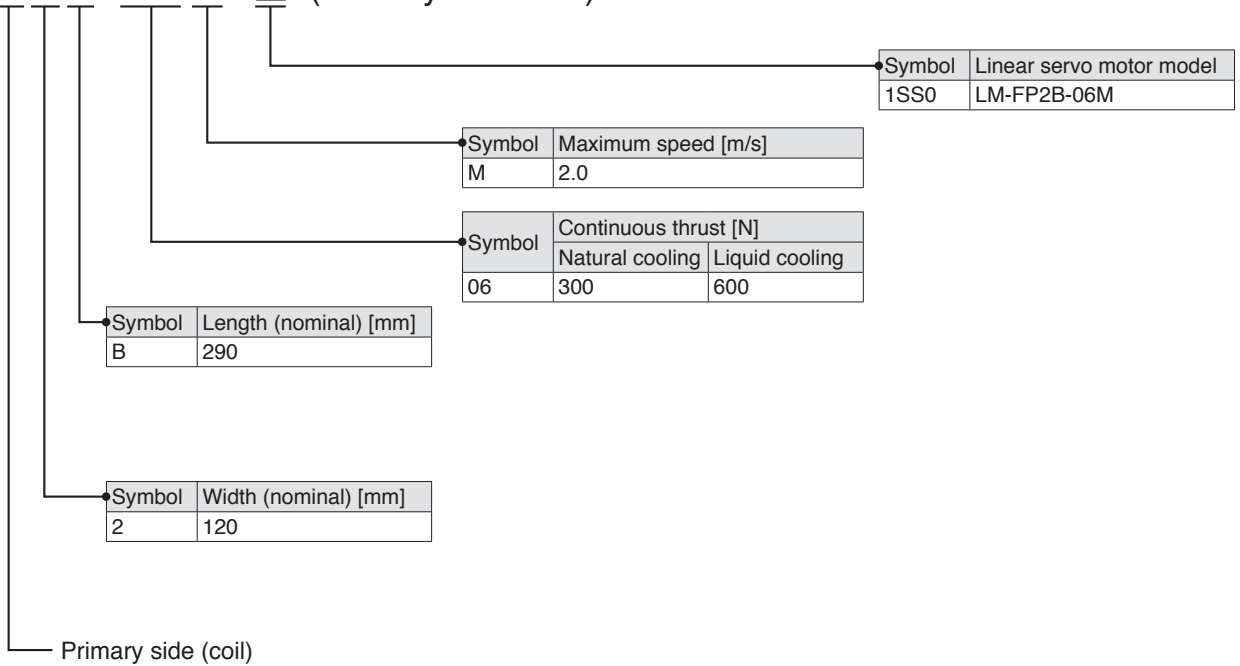 Symbol Linear servo motor model
1SS0 LM-FP2B-06M
Symbol Maximum speed [m/s]
M 2.0
Symbol Continuous thrust [N]
Natural cooling Liquid cooling
06 300 600
Symbol Length (nominal) [mm]
B 290
Symbol Width (nominal) [mm]
2 120
Primary side (coil)